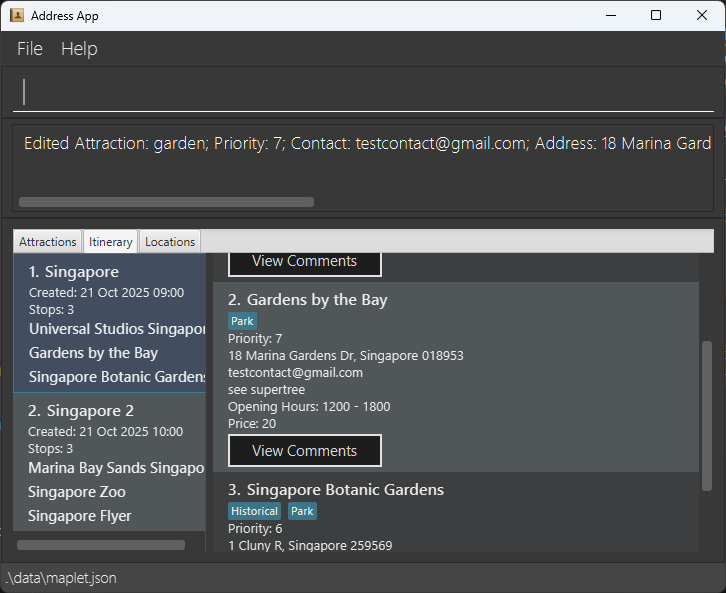 Address App
File Help
Edited Attraction: garden; Priority: 7; Contact: testcontact@gmail.com; Address: 18 Marina Gard
Attractions Itinerary Locations
1. Singapore
Created: 21 Oct 2025 09:00
Stops: 3
Universal Studios Singapor
Gardens by the Bay
Singapore Botanic Gardens
2. Singapore 2
Created: 21 Oct 2025 10:00
Stops: 3
Marina Bay Sands Singapo
Singapore Zoo
Singapore Flyer
View Comments
2. Gardens by the Bay
Park
Priority: 7
18 Marina Gardens Dr, Singapore 018953
testcontact@gmail.com
see supertree
Opening Hours: 1200 - 1800
Price: 20
View Comments
3. Singapore Botanic Gardens
Historical Park
Priority: 6
1 Cluny R, Singapore 259569
.\data\maplet.json